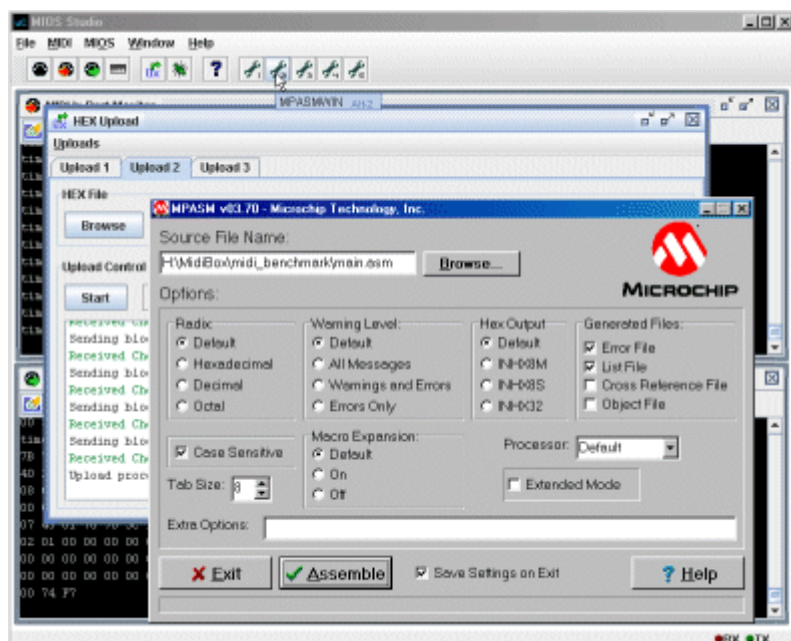 MIOS Studio
File MIDI MIOS Window Help
MPASMWIN Alt-2
HEX Upload
Uploads
Upload 1 Upload 2 Upload 3
HEX File
Browse
Upload Control
Start
Sending blo
Received Ch
Sending blo
Received Ch
Sending blo
Received Ch
Sending blo
Received Ch
Upload proc
MPASM v03.70 - Microchip Technology, Inc.
Source File Name:
H:\MidiBox\midi_benchmark\main.asm Browse...
MICROCHIP
Options:
Radix:
Default
Hexadecimal
Decimal
Octal
Warning Level:
Default
All Messages
Warnings and Errors
Errors Only
Hex Output
Default
INHX8M
INHX8S
INHX32
Generated Files:
Error File
List File
Cross Reference File
Object File
Case Sensitive
Tab Size: 8
Macro Expansion:
Default
On
Off
Processor: Default
Extended Mode
Extra Options:
Exit Assemble Save Settings on Exit Help
00 74 F7
RX TX